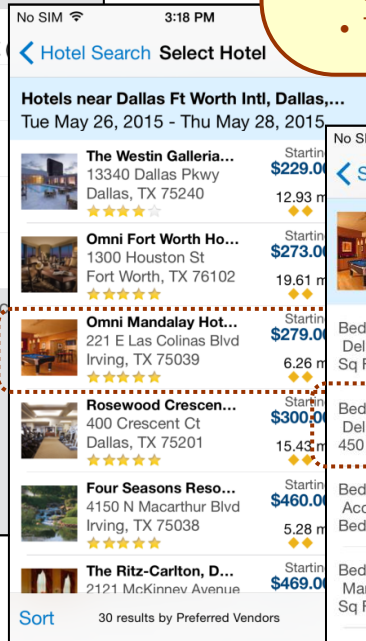 No SIM 3:18 PM
Hotel Search Select Hotel
Hotels near Dallas Ft Worth Intl, Dallas,...
Tue May 26, 2015 - Thu May 28, 2015
The Westin Galleria...
Startin
13340 Dallas Pkwy
$229.00
Dallas, TX 75240
12.93 m
Omni Fort Worth Ho...
Startin
1300 Houston St
$273.0
Fort Worth, TX 76102
19.61 m
Omni Mandalay Hot...
Startin
221 E Las Colinas Blvd
$279.0
Irving, TX 75039
6.26 m
Rosewood Crescen...
Startin
400 Crescent Ct
$300.0
Dallas, TX 75201
15.43 m
Four Seasons Reso...
Startin
4150 N Macarthur Blvd
$460.0
Irving, TX 75038
5.28 m
The Ritz-Carlton, D...
Startin
2121 McKinney Avenue
$469.0
Sort 30 results by Preferred Vendors
No SI
S
Bed
Del
Sq F
Bed
Del
450
Bed
Acc
Bed
Bed
Mar
Sq F